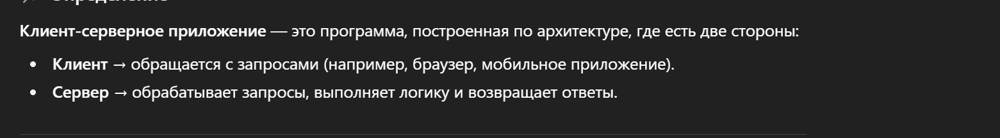 Определение
Клиент-серверное приложение — это программа, построенная по архитектуре, где есть две стороны:
• Клиент → обращается с запросами (например, браузер, мобильное приложение).
• Сервер → обрабатывает запросы, выполняет логику и возвращает ответы.